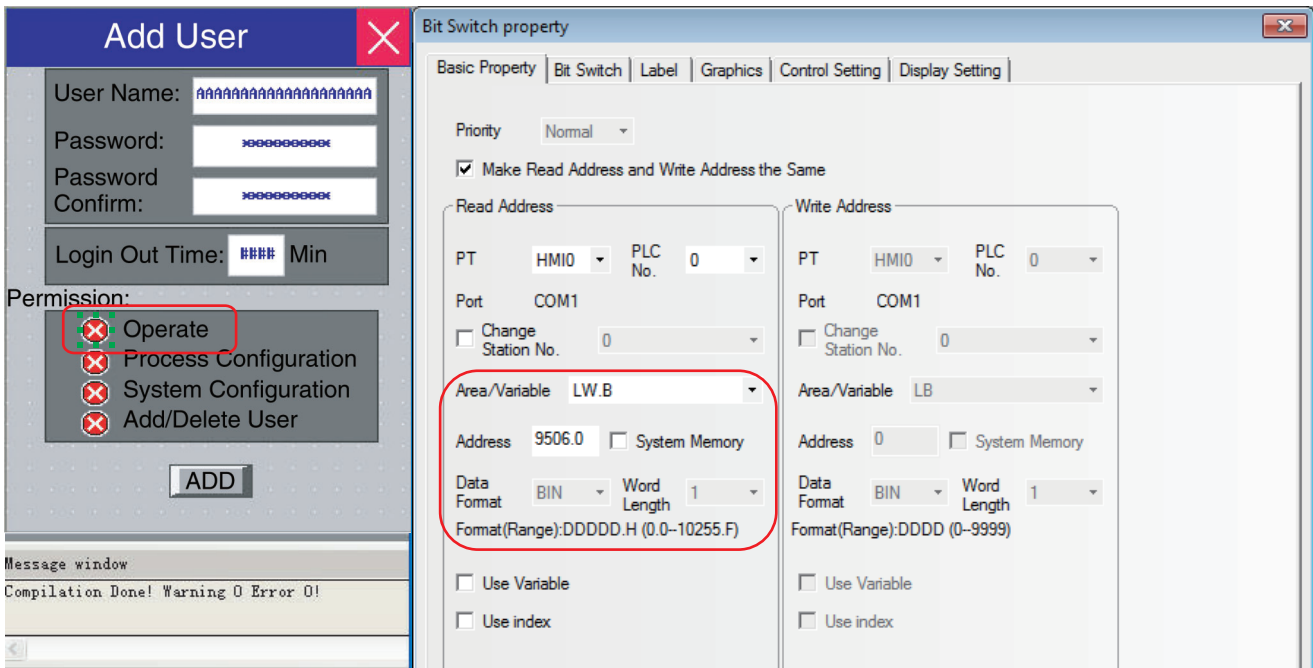 Add User
User Name: AAAAAAAAAAAAAAAAAAAA
Password: **********
Password
Confirm: **********
Login Out Time: #### Min
Permission:
Operate
Process Configuration
System Configuration
Add/Delete User
ADD
Message window
Compilation Done! Warning 0 Error 0!
Bit Switch property
Basic Property Bit Switch Label Graphics Control Setting Display Setting
Priority Normal
Make Read Address and Write Address the Same
Read Address
PT HMI0 PLC No. 0
Port COM1
Change Station No. 0
Area/Variable LW.B
Address 9506.0 System Memory
Data Format BIN Word Length 1
Format(Range):DDDDD.H (0.0--10255.F)
Use Variable
Use index
Write Address
PT HMI0 PLC No. 0
Port COM1
Change Station No. 0
Area/Variable LB
Address 0 System Memory
Data Format BIN Word Length 1
Format(Range):DDDD (0--9999)
Use Variable
Use index